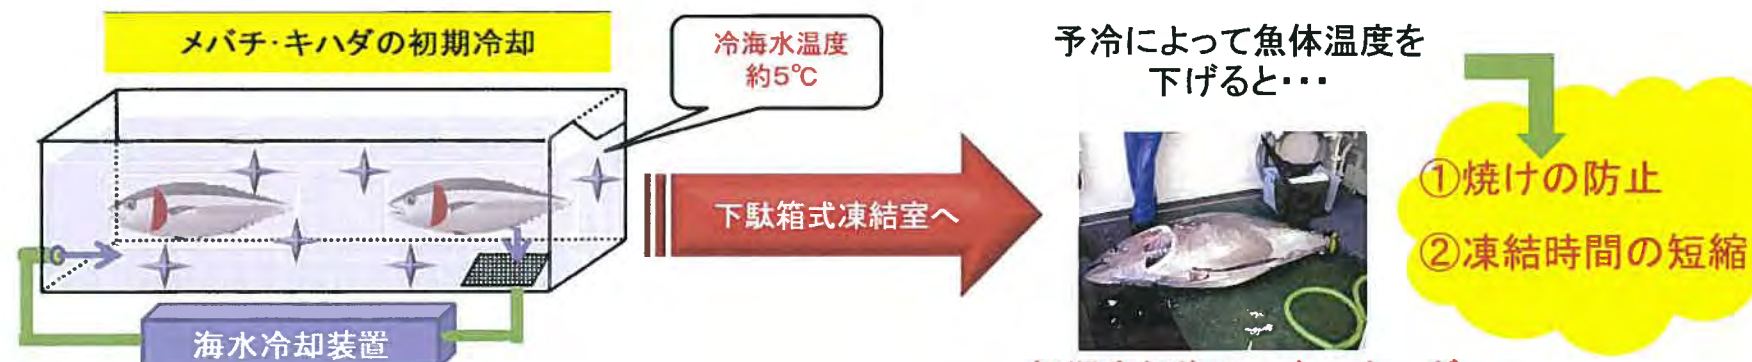 メバチ・キハダの初期冷却
冷海水温度
約5℃
予冷によって魚体温度を
下げると・・・
下駄箱式凍結室へ
①焼けの防止
②凍結時間の短縮
海水冷却装置